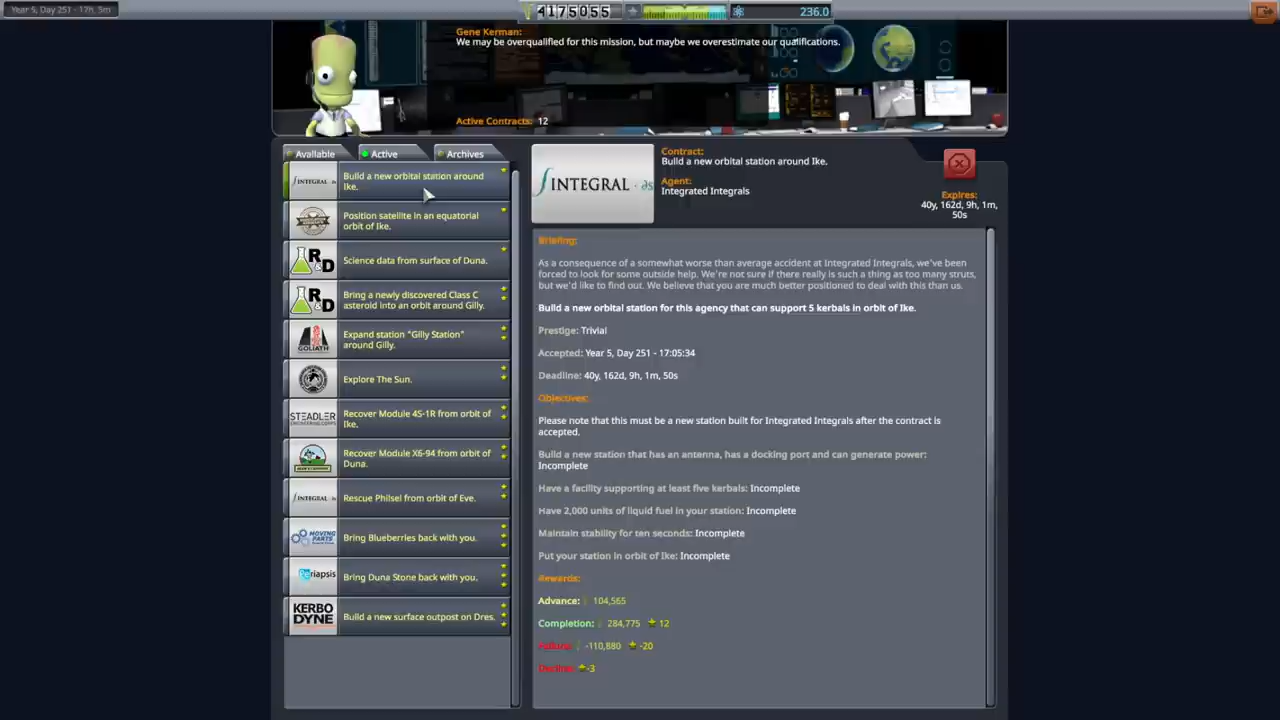 Year 5, Day 251 - 17h, 5m
4175055
236.0
Gene Kerman:
We may be overqualified for this mission, but maybe we overestimate our qualifications.
Active Contracts: 12
Available
Active
Archives
INTEGRAL
Build a new orbital station around
Ike.
Position satellite in an equatorial
orbit of Ike.
R&D
Science data from surface of Duna.
R&D
Bring a newly discovered Class C
asteroid into an orbit around Gilly.
GOLIATH
Expand station "Gilly Station"
around Gilly.
Explore The Sun.
STEADLER
ENGINEERING CORPS
Recover Module 4S-1R from orbit of
Ike.
Recover Module X6-94 from orbit of
Duna.
INTEGRAL
Rescue Philsel from orbit of Eve.
MOVING
PARTS
Bring Blueberries back with you.
Periapsis
Bring Duna Stone back with you.
KERBO
DYNE
Build a new surface outpost on Dres.
INTEGRAL
Contract:
Build a new orbital station around Ike.
Agent:
Integrated Integrals
Expires:
40y, 162d, 9h, 1m,
50s
Briefing:
As a consequence of a somewhat worse than average accident at Integrated Integrals, we've been
forced to look for some outside help. We're not sure if there really is such a thing as too many struts,
but we'd like to find out. We believe that you are much better positioned to deal with this than us.
Build a new orbital station for this agency that can support 5 kerbals in orbit of Ike.
Prestige: Trivial
Accepted: Year 5, Day 251 - 17:05:34
Deadline: 40y, 162d, 9h, 1m, 50s
Objectives:
Please note that this must be a new station built for Integrated Integrals after the contract is
accepted.
Build a new station that has an antenna, has a docking port and can generate power:
Incomplete
Have a facility supporting at least five kerbals: Incomplete
Have 2,000 units of liquid fuel in your station: Incomplete
Maintain stability for ten seconds: Incomplete
Put your station in orbit of Ike: Incomplete
Rewards:
Advance: 104,565
Completion: 284,775 12
Failure: -110,880 -20
Decline: -3